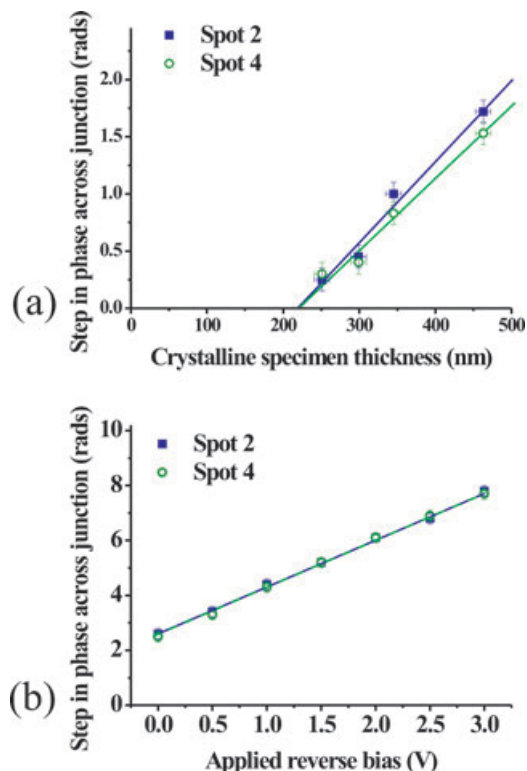 (a)
Step in phase across junction (rads)
Spot 2
Spot 4
2.0
1.5
1.0
0.5
0.0
0 100 200 300 400 500
Crystalline specimen thickness (nm)
(b)
Step in phase across junction (rads)
Spot 2
Spot 4
10
8
6
4
2
0
0.0 0.5 1.0 1.5 2.0 2.5 3.0
Applied reverse bias (V)